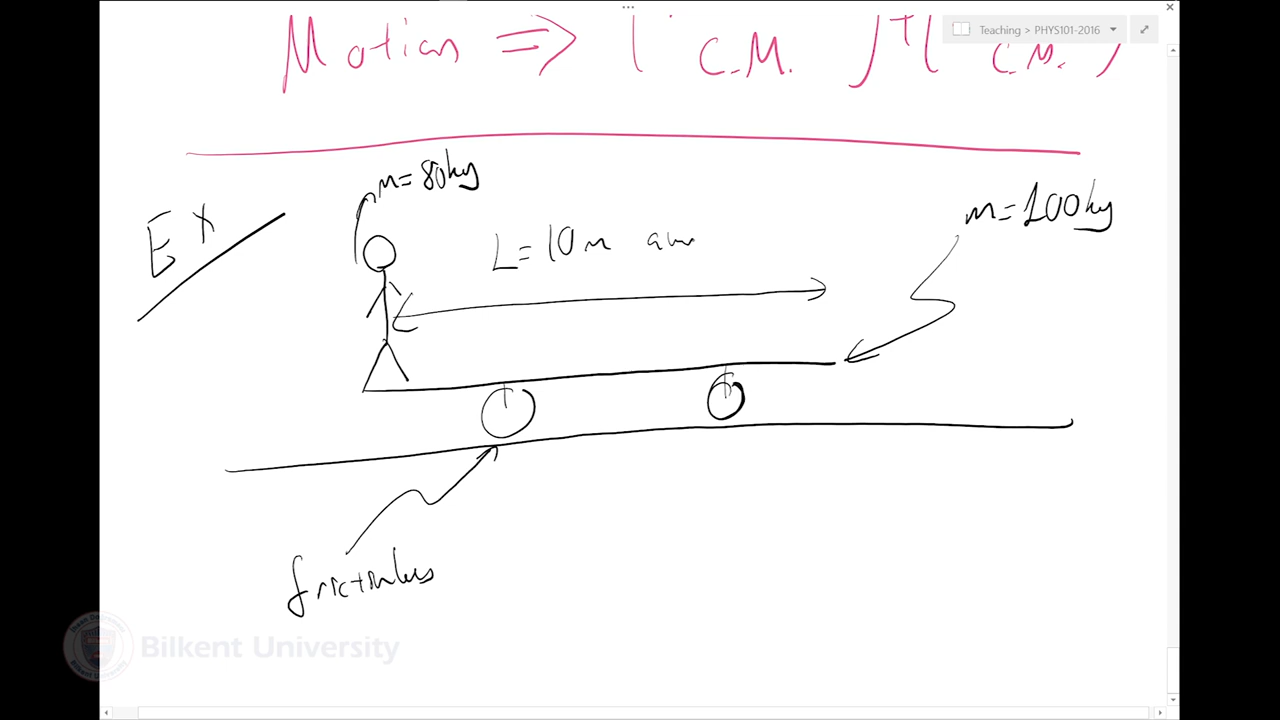 Teaching > PHYS101-2016
Motion ⇒ ( C.M. ) + ( C.M. )
m=80kg
Ex
L=10m
m=100kg
frictionless
Bilkent University